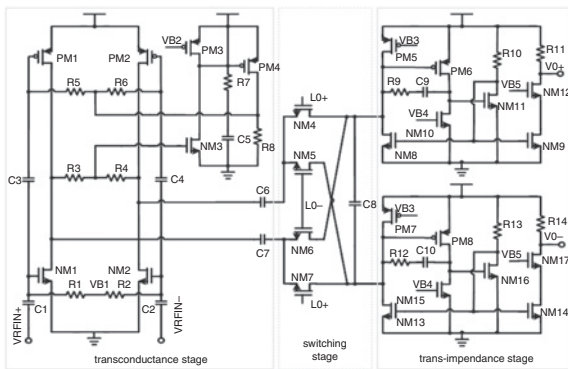 PM1
PM2
VB2
PM3
PM4
R5
R6
R7
C5
R8
NM3
R3
R4
C3
C4
C6
C7
NM1
NM2
R1
VB1
R2
C1
C2
VRFIN+
VRFIN−
transconductance stage
L0+
NM4
NM5
L0−
NM6
NM7
L0+
C8
switching
stage
VB3
PM5
PM6
R9
C9
VB4
NM10
NM8
R10
NM11
VB5
R11
V0+
NM12
NM9
VB3
PM7
PM8
R12
C10
VB4
NM15
NM13
R13
NM16
VB5
R14
V0−
NM17
NM14
trans-impendance stage